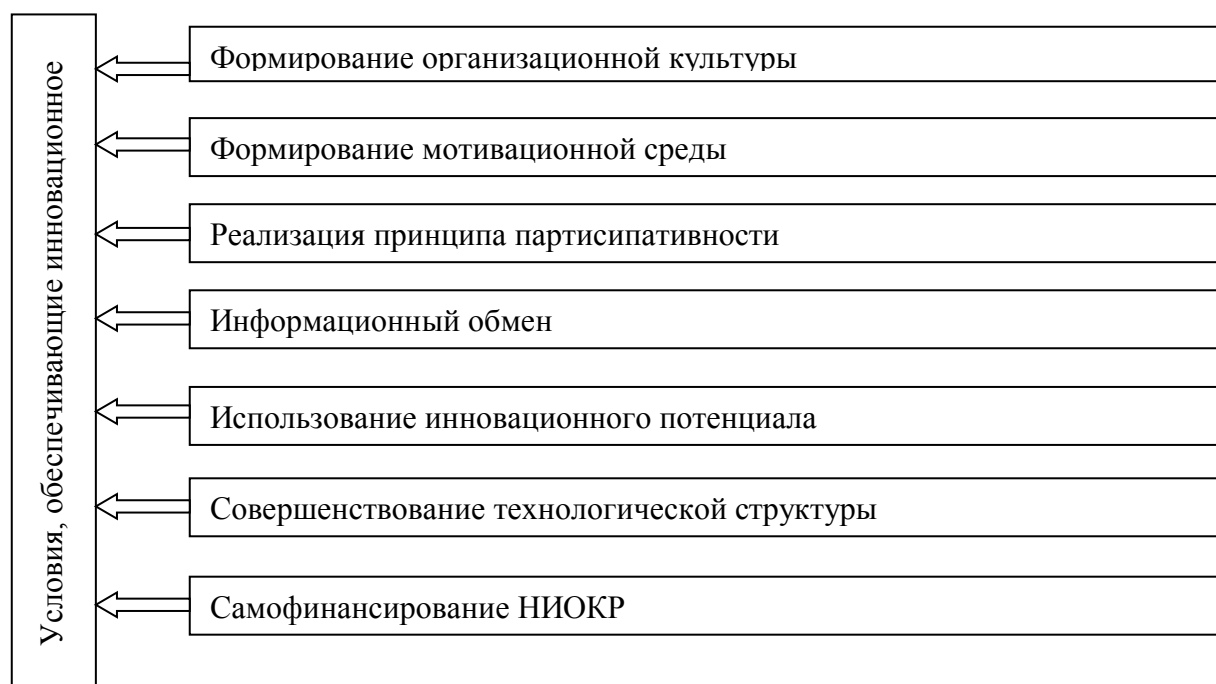 Условия, обеспечивающие инновационное
Формирование организационной культуры
Формирование мотивационной среды
Реализация принципа партисипативности
Информационный обмен
Использование инновационного потенциала
Совершенствование технологической структуры
Самофинансирование НИОКР